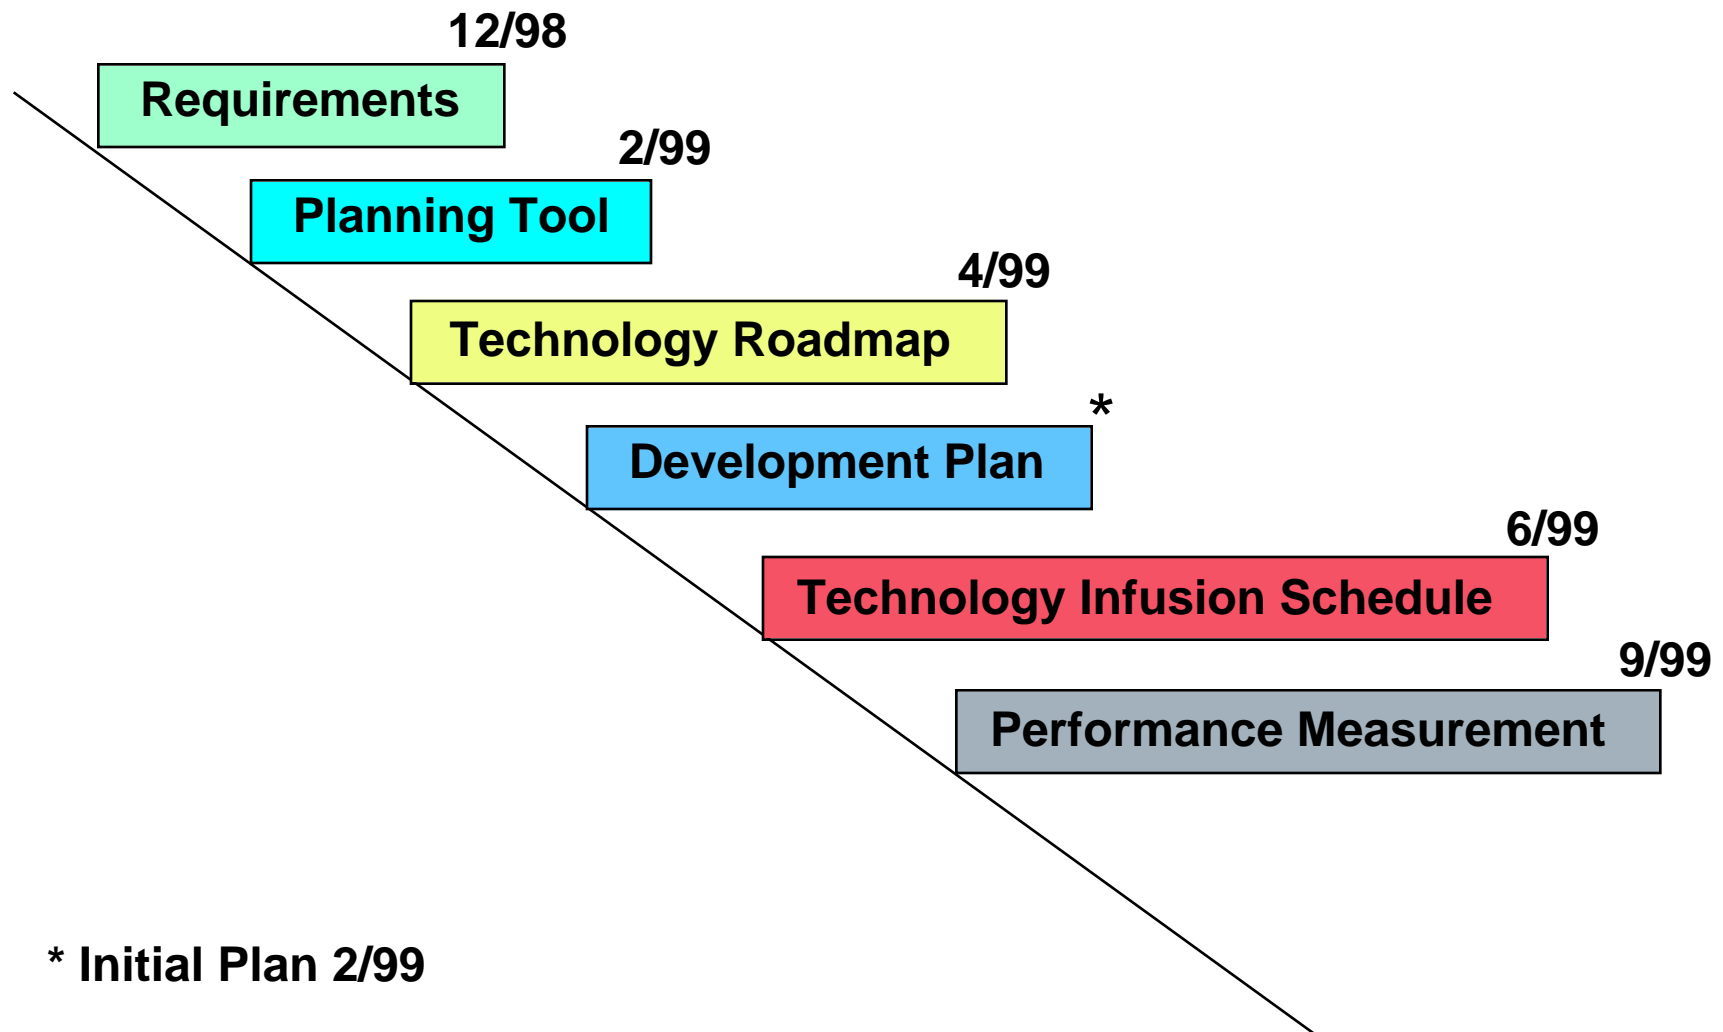 12/98
Requirements
2/99
Planning Tool
4/99
Technology Roadmap
*
Development Plan
6/99
Technology Infusion Schedule
9/99
Performance Measurement
* Initial Plan 2/99